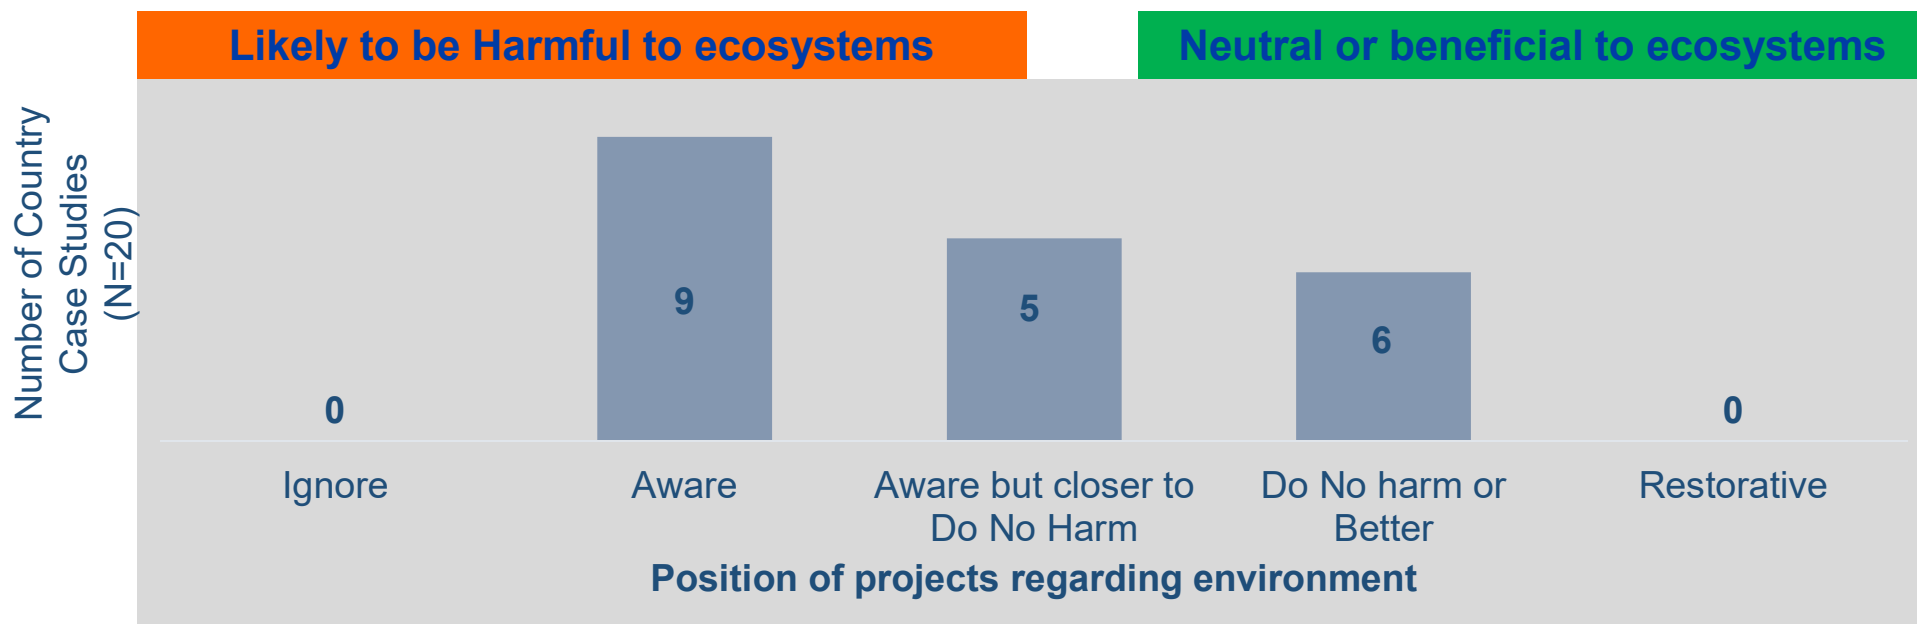 Likely to be Harmful to ecosystems
Neutral or beneficial to ecosystems
Number of Country
Case Studies
(N=20)
0
9
5
6
0
Ignore
Aware
Aware but closer to
Do No Harm
Do No harm or
Better
Restorative
Position of projects regarding environment